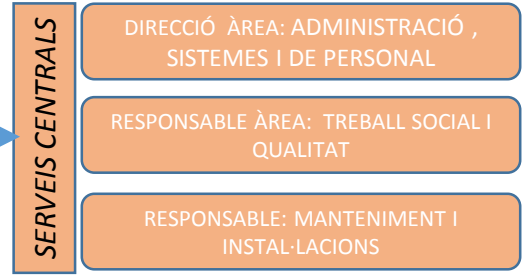 SERVEIS CENTRALS
DIRECCIÓ ÀREA: ADMINISTRACIÓ ,
SISTEMES I DE PERSONAL
RESPONSABLE ÀREA: TREBALL SOCIAL I
QUALITAT
RESPONSABLE: MANTENIMENT I
INSTAL·LACIONS